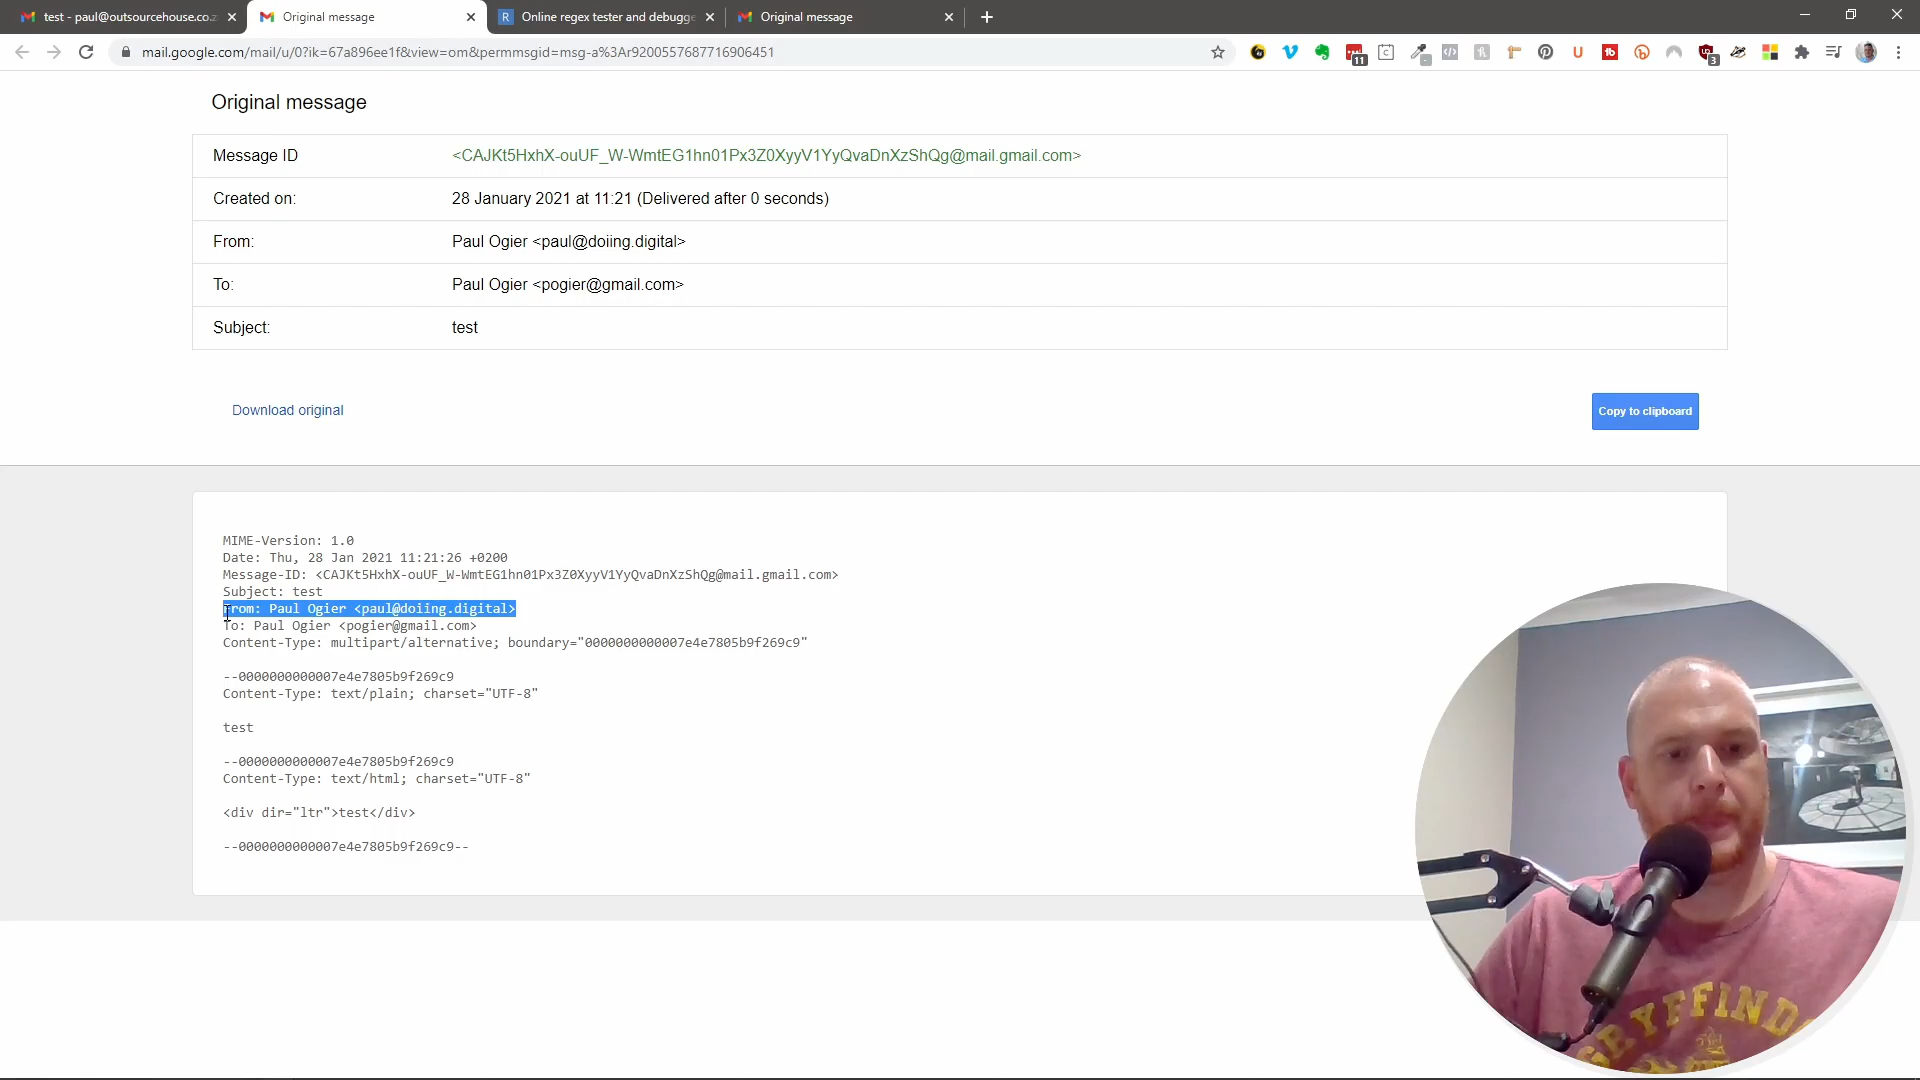 test - paul@outsourcehouse.co.z
Original message
Online regex tester and debugge
Original message
mail.google.com/mail/u/0?ik=67a896ee1f&view=om&permmsgid=msg-a%3Ar9200557687716906451
11
3
Original message
Message ID <CAJKt5HxhX-ouUF_W-WmtEG1hn01Px3Z0XyyV1YyQvaDnXzShQg@mail.gmail.com>
Created on: 28 January 2021 at 11:21 (Delivered after 0 seconds)
From: Paul Ogier <paul@doiing.digital>
To: Paul Ogier <pogier@gmail.com>
Subject: test
Download original
Copy to clipboard
MIME-Version: 1.0
Date: Thu, 28 Jan 2021 11:21:26 +0200
Message-ID: <CAJKt5HxhX-ouUF_W-WmtEG1hn01Px3Z0XyyV1YyQvaDnXzShQg@mail.gmail.com>
Subject: test
From: Paul Ogier <paul@doiing.digital>
To: Paul Ogier <pogier@gmail.com>
Content-Type: multipart/alternative; boundary="0000000000007e4e7805b9f269c9"
--0000000000007e4e7805b9f269c9
Content-Type: text/plain; charset="UTF-8"
test
--0000000000007e4e7805b9f269c9
Content-Type: text/html; charset="UTF-8"
<div dir="ltr">test</div>
--0000000000007e4e7805b9f269c9--
GRYFFINDO